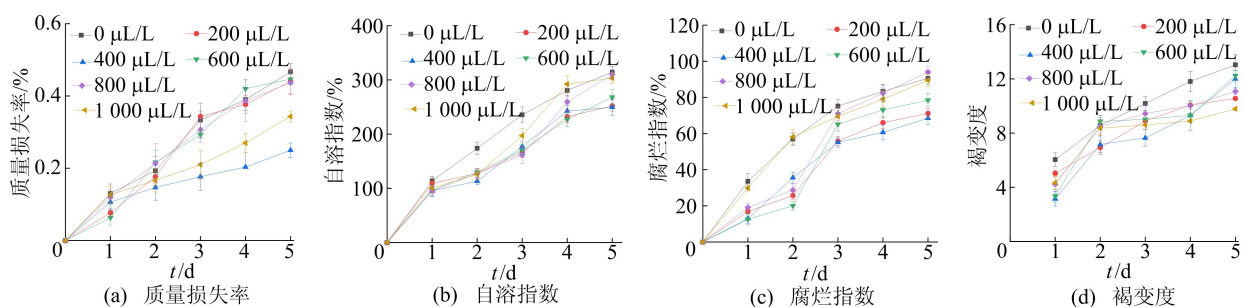 质量损失率/%
0.6
0.4
0.2
0
0 μL/L 200 μL/L
400 μL/L 600 μL/L
800 μL/L
1 000 μL/L
1 2 3 4 5
t/d
(a) 质量损失率
自溶指数/%
400
300
200
100
0
0 μL/L 200 μL/L
400 μL/L 600 μL/L
800 μL/L
1 000 μL/L
1 2 3 4 5
t/d
(b) 自溶指数
腐烂指数/%
120
100
80
60
40
20
0
0 μL/L 200 μL/L
400 μL/L 600 μL/L
800 μL/L
1 000 μL/L
1 2 3 4 5
t/d
(c) 腐烂指数
褐变度
16
12
8
4
0
0 μL/L 200 μL/L
400 μL/L 600 μL/L
800 μL/L
1 000 μL/L
1 2 3 4 5
t/d
(d) 褐变度